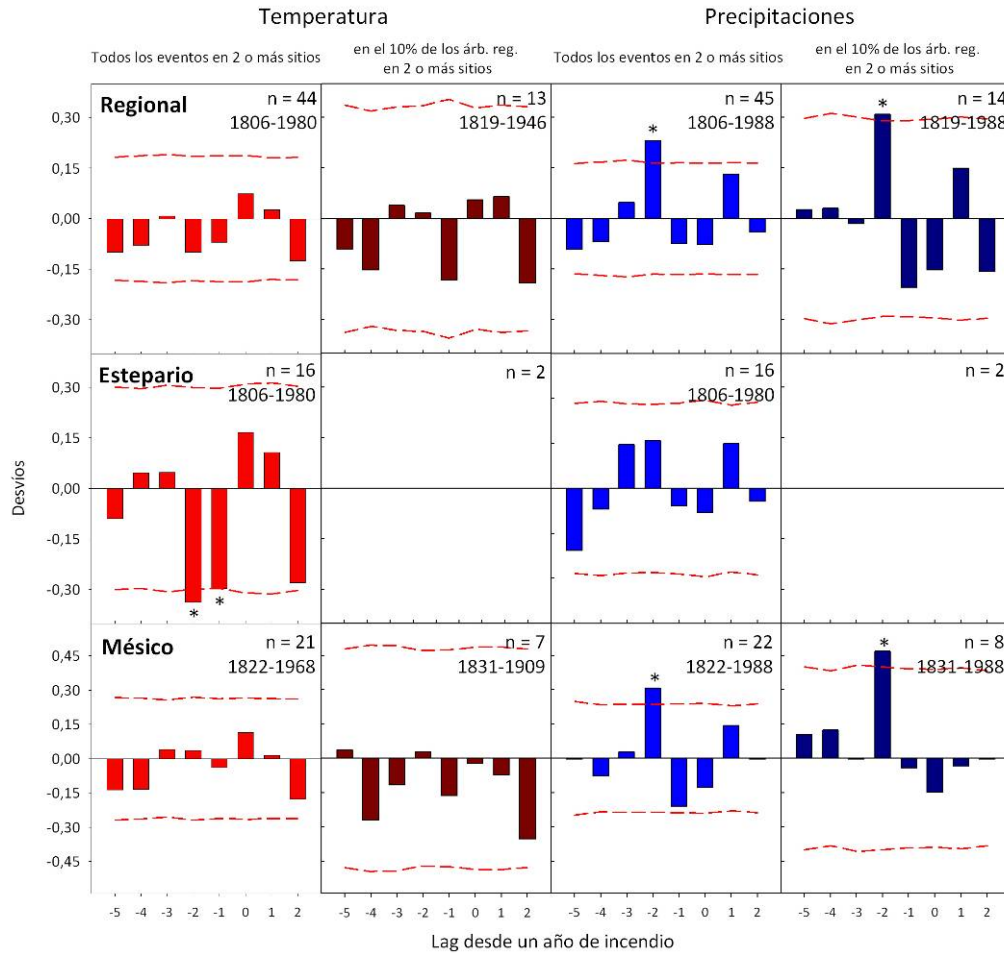 Temperatura
Precipitaciones
Todos los eventos en 2 o más sitios
en el 10% de los árb. reg.
en 2 o más sitios
Todos los eventos en 2 o más sitios
en el 10% de los árb. reg.
en 2 o más sitios
Regional
n = 44
1806-1980
n = 13
1819-1946
n = 45
1806-1988
*
n = 14
1819-1988
*
0,30
0,15
0,00
-0,15
-0,30
Estepario
n = 16
1806-1980
* *
n = 2
n = 16
1806-1980
n = 2
0,30
0,15
0,00
-0,15
-0,30
Desvíos
Mésico
n = 21
1822-1968
n = 7
1831-1909
n = 22
1822-1988
*
n = 8
1831-1988
*
0,45
0,30
0,15
0,00
-0,15
-0,30
-0,45
-5 -4 -3 -2 -1 0 1 2
-5 -4 -3 -2 -1 0 1 2
-5 -4 -3 -2 -1 0 1 2
-5 -4 -3 -2 -1 0 1 2
Lag desde un año de incendio